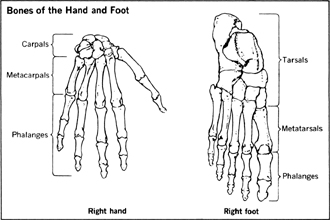 Bones of the Hand and Foot
Carpals
Metacarpals
Phalanges
Tarsals
Metatarsals
Phalanges
Right hand
Right foot